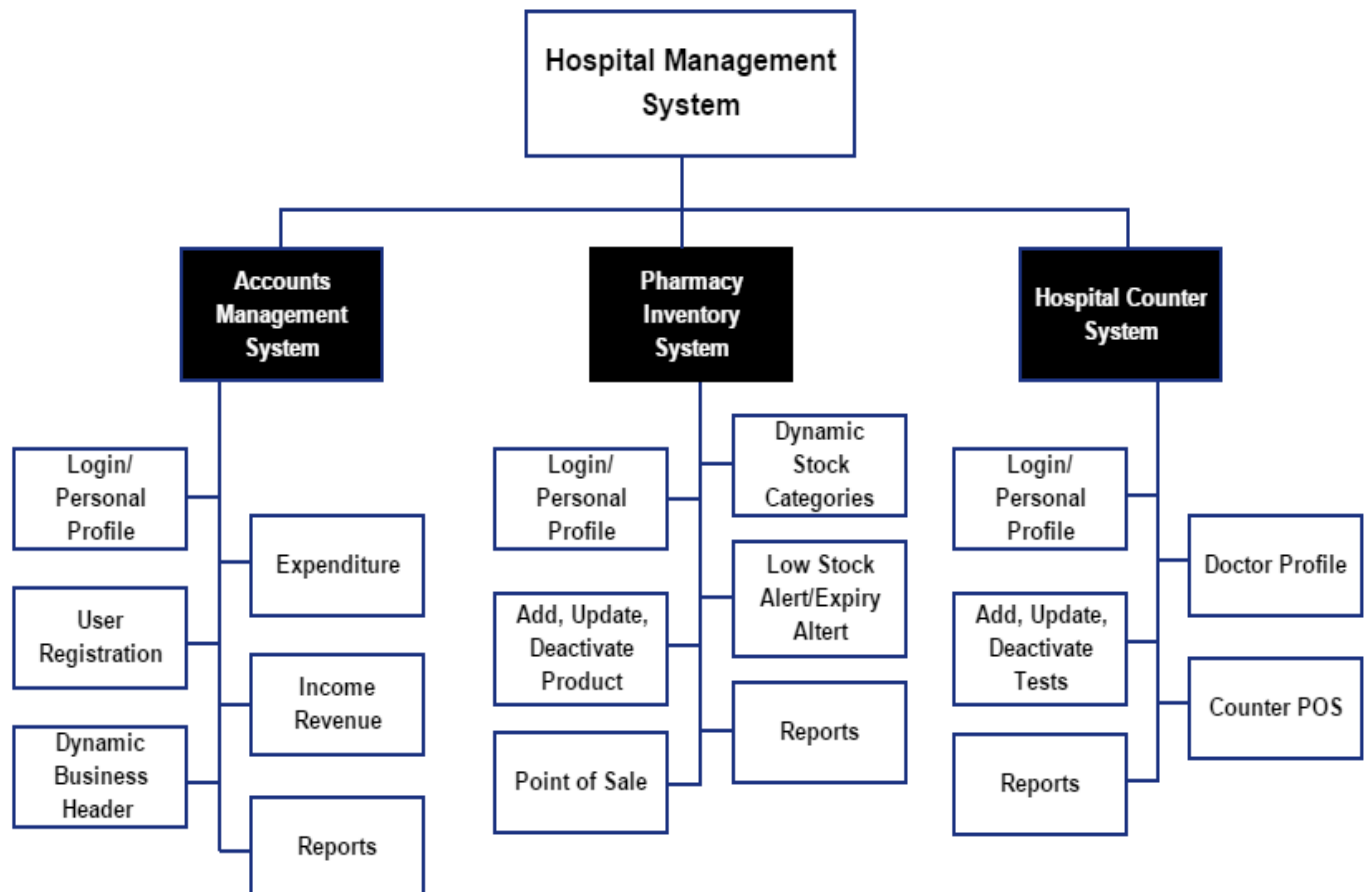 Hospital Management
System
Accounts
Management
System
Pharmacy
Inventory
System
Hospital Counter
System
Login/
Personal
Profile
User
Registration
Dynamic
Business
Header
Expenditure
Income
Revenue
Reports
Login/
Personal
Profile
Add, Update,
Deactivate
Product
Point of Sale
Dynamic
Stock
Categories
Low Stock
Alert/Expiry
Altert
Reports
Login/
Personal
Profile
Add, Update,
Deactivate
Tests
Reports
Doctor Profile
Counter POS